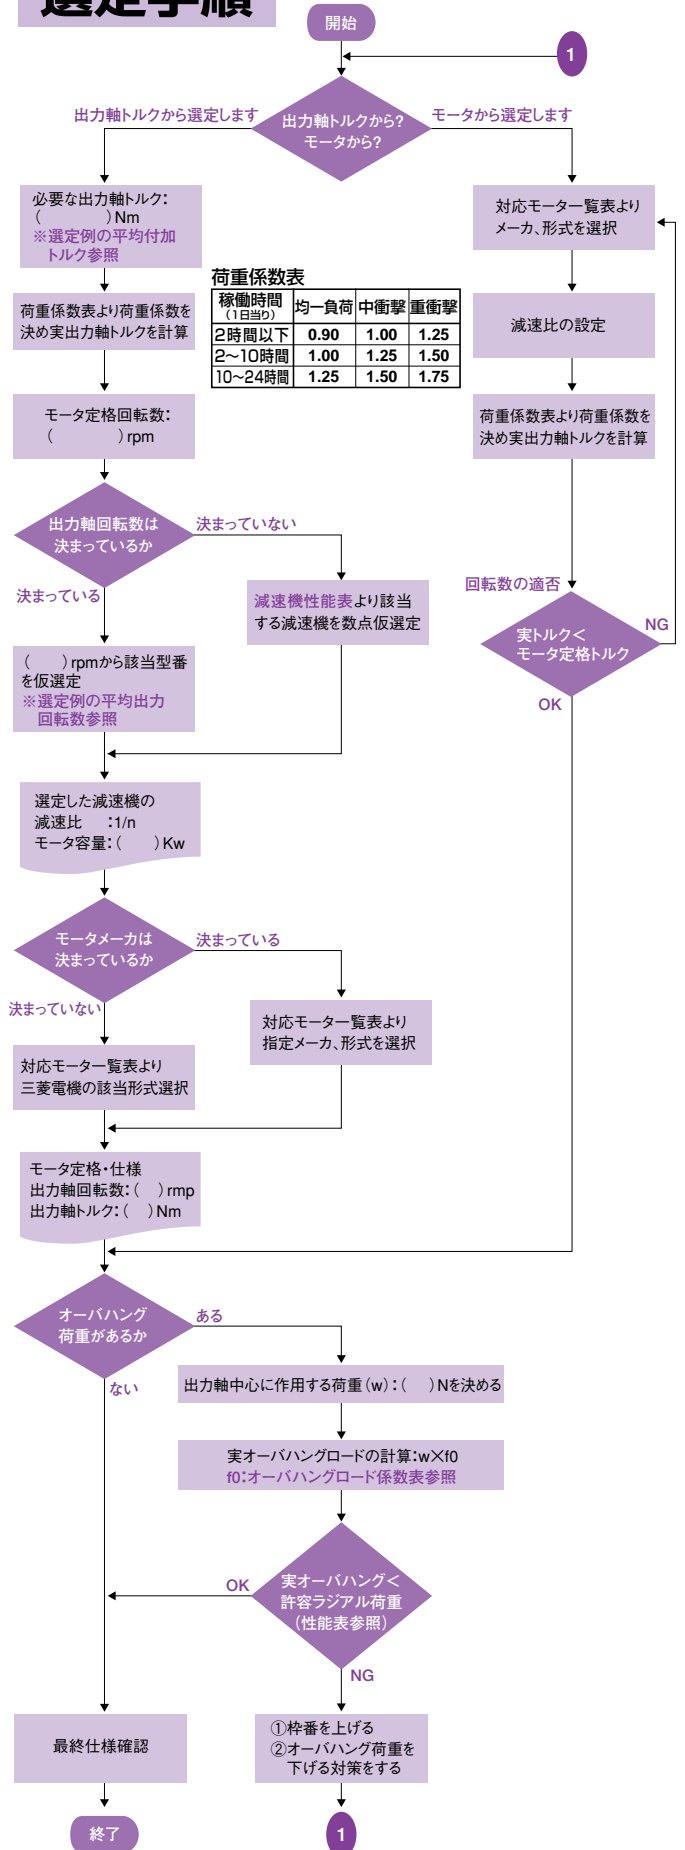 選定手順
開始
1
出力軸トルクから選定します
出力軸トルクから?
モータから?
モータから選定します
必要な出力軸トルク:
(　　　　)Nm
※選定例の平均付加
トルク参照
荷重係数表より荷重係数を
決め実出力軸トルクを計算
モータ定格回転数:
(　　　　)rpm
荷重係数表
稼働時間 均一負荷 中衝撃 重衝撃
(1日当り)
2時間以下 0.90 1.00 1.25
2〜10時間 1.00 1.25 1.50
10〜24時間 1.25 1.50 1.75
対応モーター覧表より
メーカ、形式を選択
減速比の設定
荷重係数表より荷重係数を
決め実出力軸トルクを計算
出力軸回転数は
決まっているか
決まっていない
決まっている
減速機性能表より該当
する減速機を数点仮選定
回転数の適否
実トルク<
モータ定格トルク
NG
OK
(　　)rpmから該当型番
を仮選定
※選定例の平均出力
回転数参照
選定した減速機の
減速比　:1/n
モータ容量:(　　)Kw
モータメーカは
決まっているか
決まっている
決まっていない
対応モーター覧表より
指定メーカ、形式を選択
対応モーター覧表より
三菱電機の該当形式選択
モータ定格・仕様
出力軸回転数:(　)rmp
出力軸トルク:(　)Nm
オーバハング
荷重があるか
ある
ない
出力軸中心に作用する荷重(w):(　)Nを決める
実オーバハングロードの計算:w×f0
f0:オーバハングロード係数表参照
実オーバハング<
許容ラジアル荷重
(性能表参照)
OK
NG
最終仕様確認
①枠番を上げる
②オーバハング荷重を
下げる対策をする
終了
1